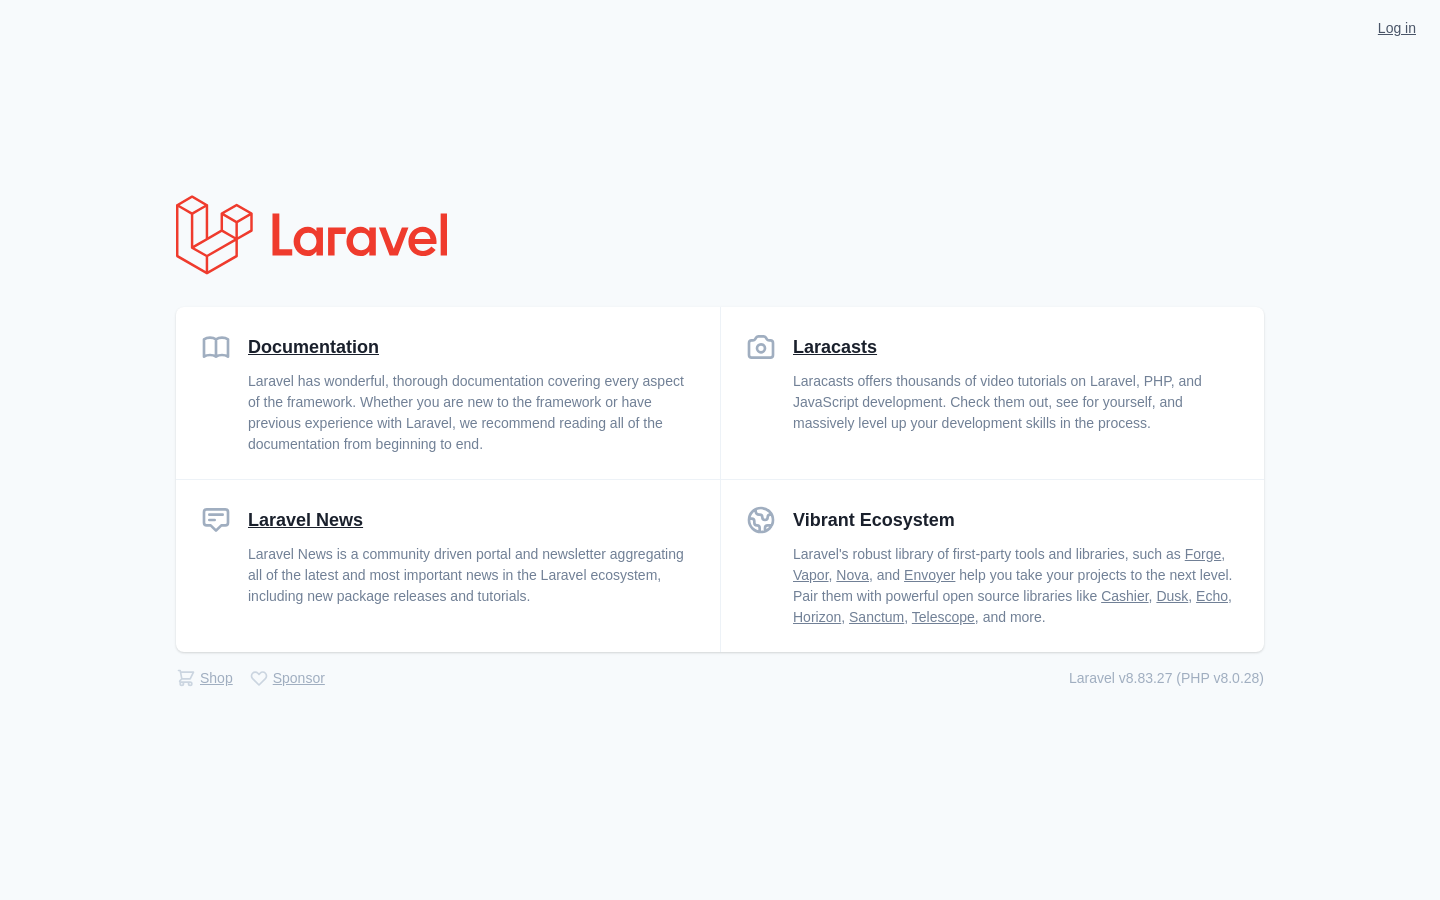 Log in
Laravel
Documentation
Laravel has wonderful, thorough documentation covering every aspect
of the framework. Whether you are new to the framework or have
previous experience with Laravel, we recommend reading all of the
documentation from beginning to end.
Laracasts
Laracasts offers thousands of video tutorials on Laravel, PHP, and
JavaScript development. Check them out, see for yourself, and
massively level up your development skills in the process.
Laravel News
Laravel News is a community driven portal and newsletter aggregating
all of the latest and most important news in the Laravel ecosystem,
including new package releases and tutorials.
Vibrant Ecosystem
Laravel's robust library of first-party tools and libraries, such as Forge,
Vapor, Nova, and Envoyer help you take your projects to the next level.
Pair them with powerful open source libraries like Cashier, Dusk, Echo,
Horizon, Sanctum, Telescope, and more.
Shop Sponsor
Laravel v8.83.27 (PHP v8.0.28)